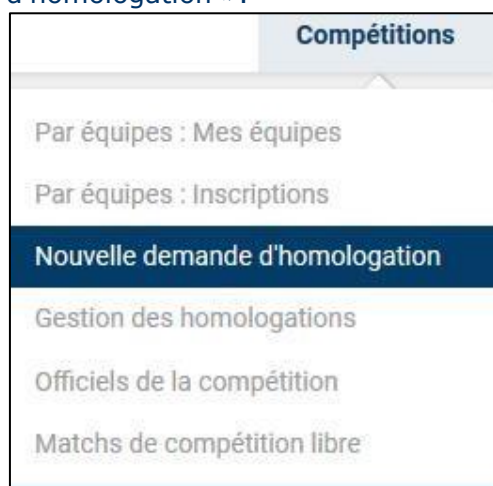 d'homologation » :
Compétitions
Par équipes : Mes équipes
Par équipes : Inscriptions
Nouvelle demande d'homologation
Gestion des homologations
Officiels de la compétition
Matchs de compétition libre